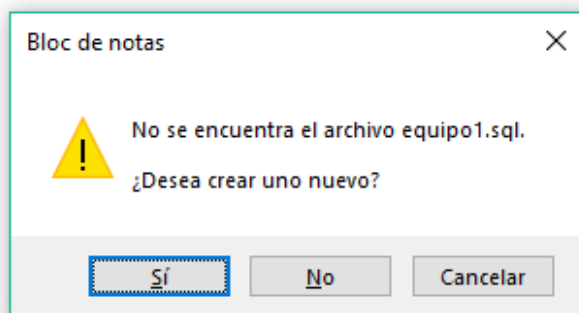 Bloc de notas
No se encuentra el archivo equipo1.sql.
¿Desea crear uno nuevo?
Sí No Cancelar